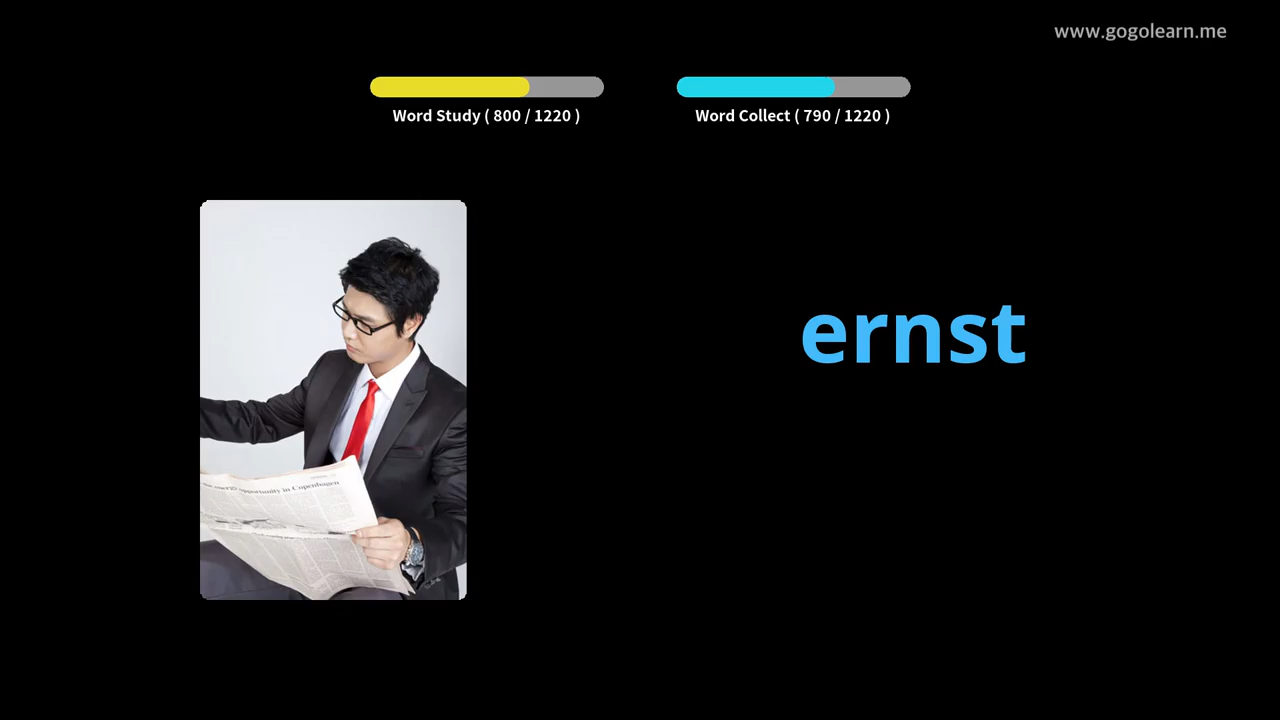 www.gogolearn.me
Word Study ( 800 / 1220 )
Word Collect ( 790 / 1220 )
ernst
opportunity in Copenhagen